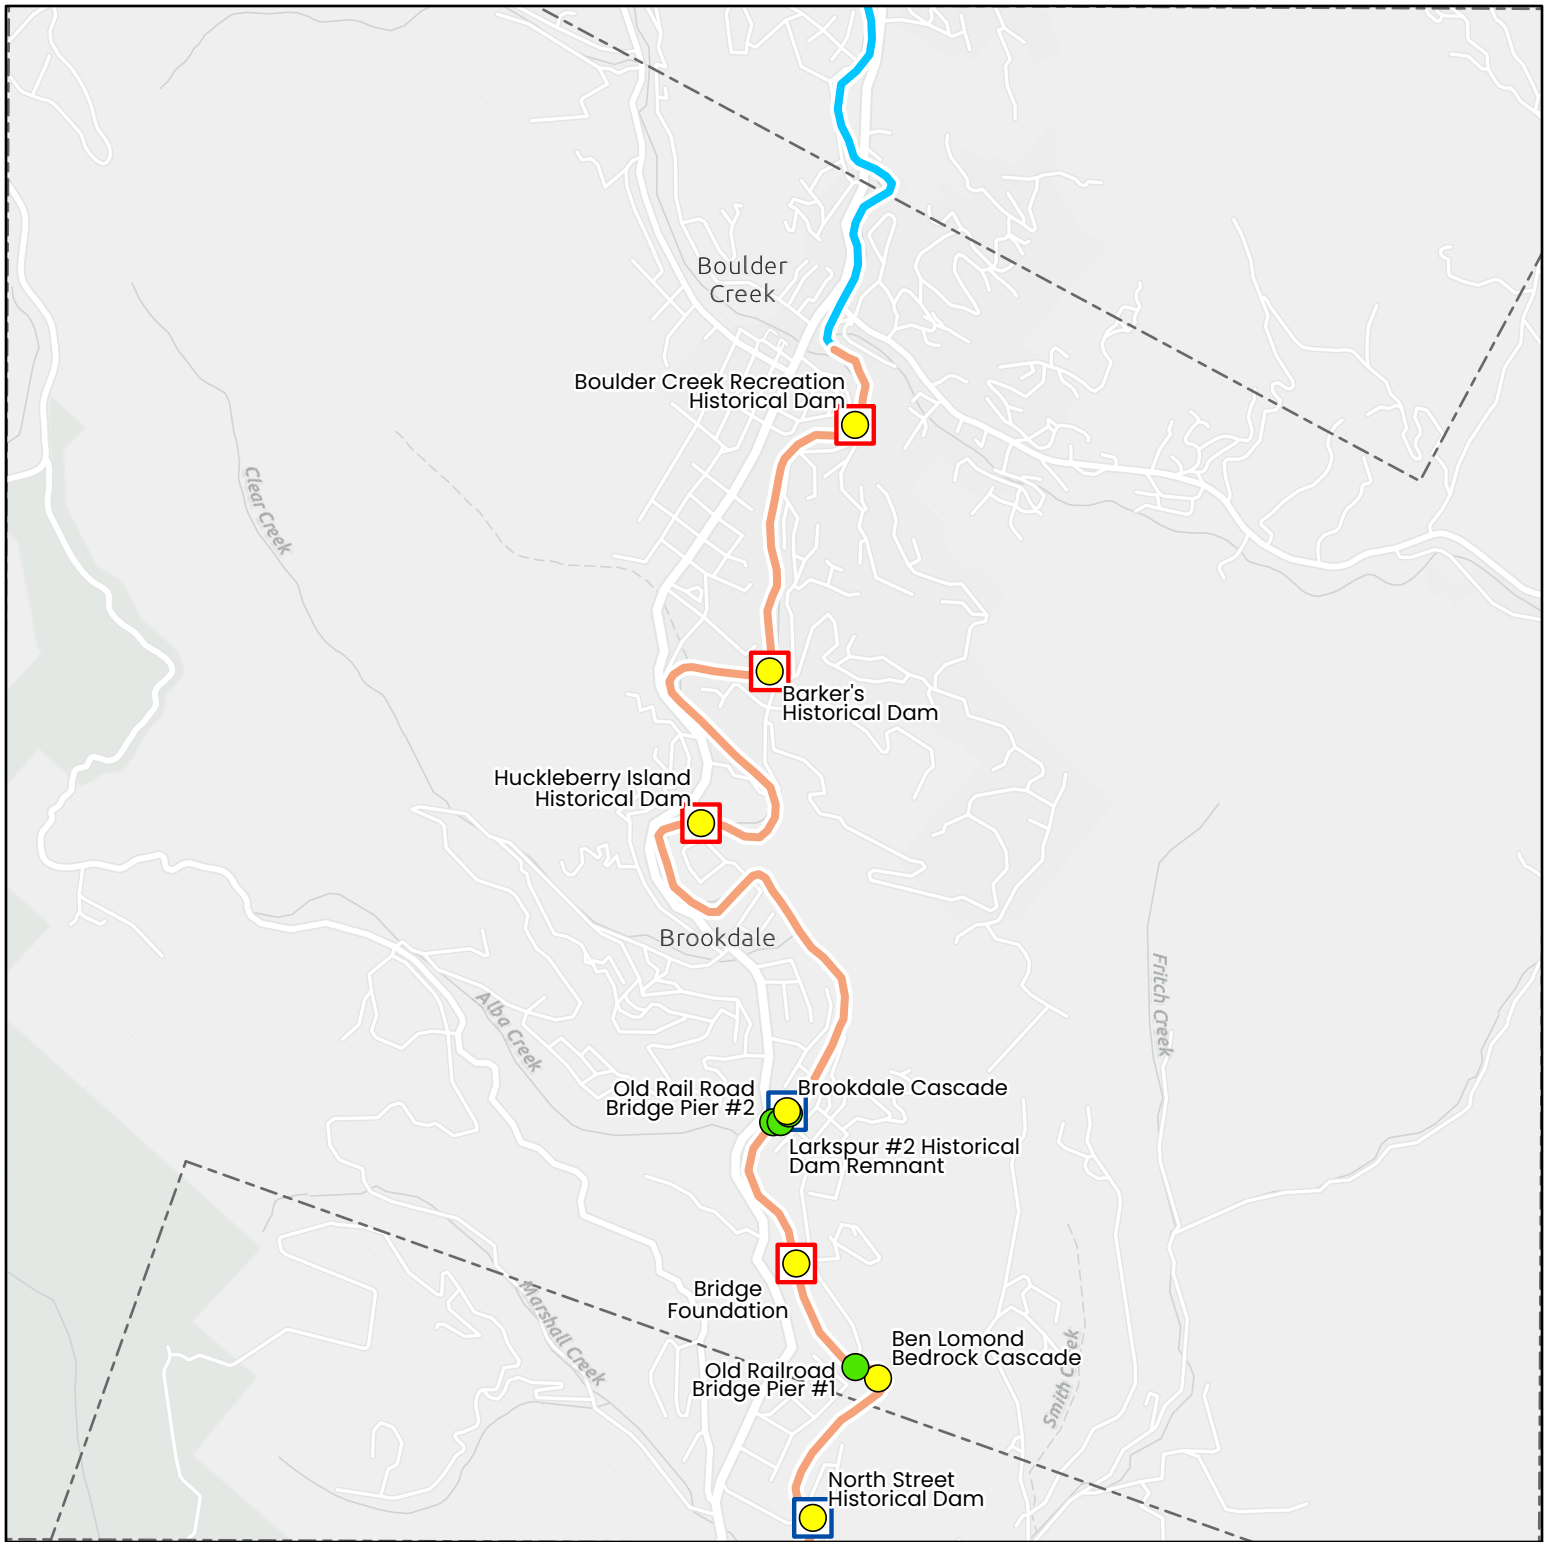 Boulder
Creek
Boulder Creek Recreation
Historical Dam
Clear Creek
Barker's
Historical Dam
Huckleberry Island
Historical Dam
Brookdale
Fritch Creek
Alba Creek
Old Rail Road
Bridge Pier #2
Brookdale Cascade
Larkspur #2 Historical
Dam Remnant
Bridge
Foundation
Marshall Creek
Ben Lomond
Bedrock Cascade
Old Railroad
Bridge Pier #1
Smith Creek
North Street
Historical Dam